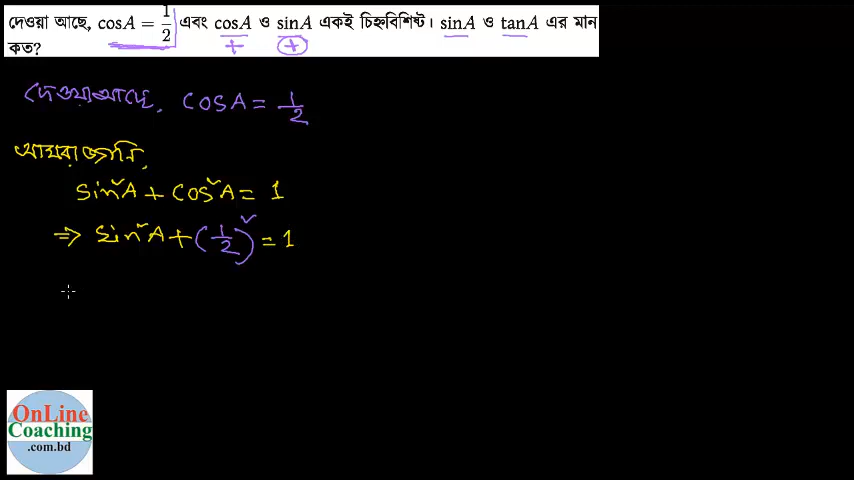 দেওয়া আছে, cosA = 1/2 এবং cosA ও sinA একই চিহ্নবিশিষ্ট। sinA ও tanA এর মান
কত?
+ +
দেওয়া আছে, cosA = 1/2
আমরা জানি,
sin²A + cos²A = 1
⇒ sin²A + (1/2)² = 1
OnLine
Coaching
.com.bd